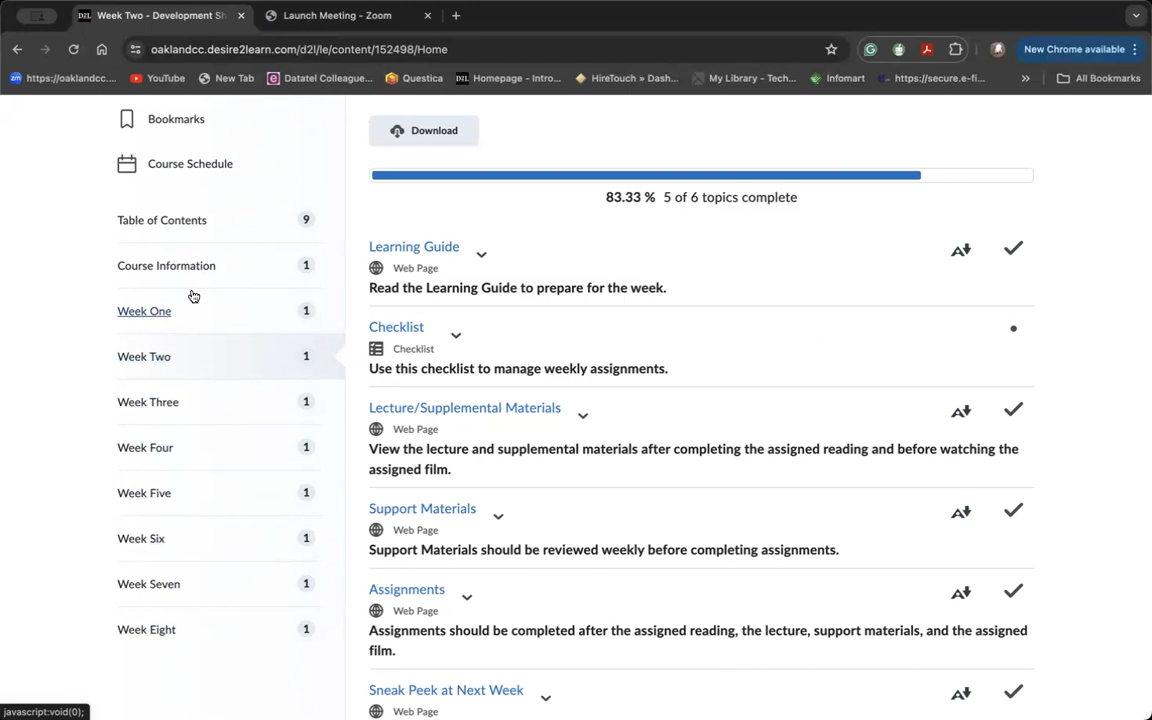 Week Two - Development Sh
Launch Meeting - Zoom
oaklandcc.desire2learn.com/d2l/le/content/152498/Home
New Chrome available
https://oaklandcc....
YouTube
New Tab
Datatel Colleague...
Questica
Homepage - Intro...
HireTouch » Dash...
My Library - Tech...
Infomart
https://secure.e-fi...
»
All Bookmarks
Bookmarks
Course Schedule
Table of Contents 9
Course Information 1
Week One 1
Week Two 1
Week Three 1
Week Four 1
Week Five 1
Week Six 1
Week Seven 1
Week Eight 1
Download
83.33 % 5 of 6 topics complete
Learning Guide
Web Page
Read the Learning Guide to prepare for the week.
Checklist
Checklist
Use this checklist to manage weekly assignments.
Lecture/Supplemental Materials
Web Page
View the lecture and supplemental materials after completing the assigned reading and before watching the
assigned film.
Support Materials
Web Page
Support Materials should be reviewed weekly before completing assignments.
Assignments
Web Page
Assignments should be completed after the assigned reading, the lecture, support materials, and the assigned
film.
Sneak Peek at Next Week
Web Page
javascript:void(0);